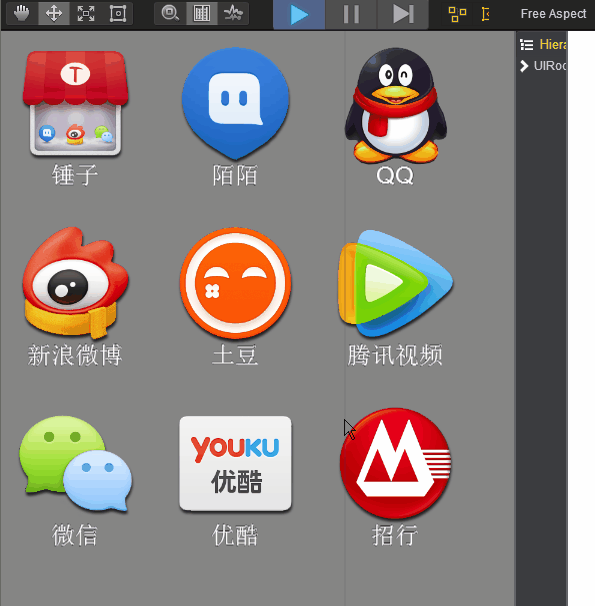 Free Aspect
Hiera
UIRoo
T
锤子
陌陌
QQ
新浪微博
土豆
腾讯视频
微信
YOUKU
优酷
优酷
招行